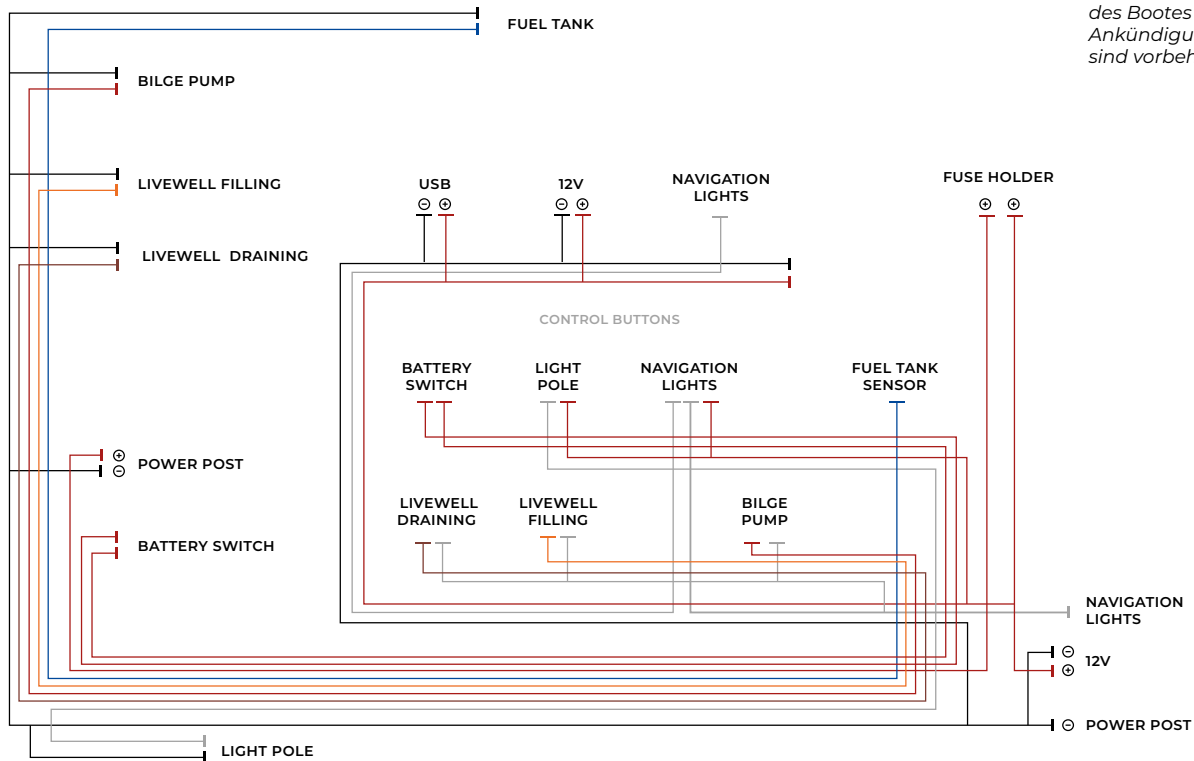 des Bootes
Ankündigu
sind vorbeh
FUEL TANK
BILGE PUMP
LIVEWELL FILLING
LIVEWELL DRAINING
USB
⊖ ⊕
12V
⊖ ⊕
NAVIGATION
LIGHTS
FUSE HOLDER
⊕ ⊕
CONTROL BUTTONS
BATTERY
SWITCH
LIGHT
POLE
NAVIGATION
LIGHTS
FUEL TANK
SENSOR
⊕
⊖
POWER POST
LIVEWELL
DRAINING
LIVEWELL
FILLING
BILGE
PUMP
BATTERY SWITCH
NAVIGATION
LIGHTS
⊖
⊕
12V
⊖ POWER POST
LIGHT POLE